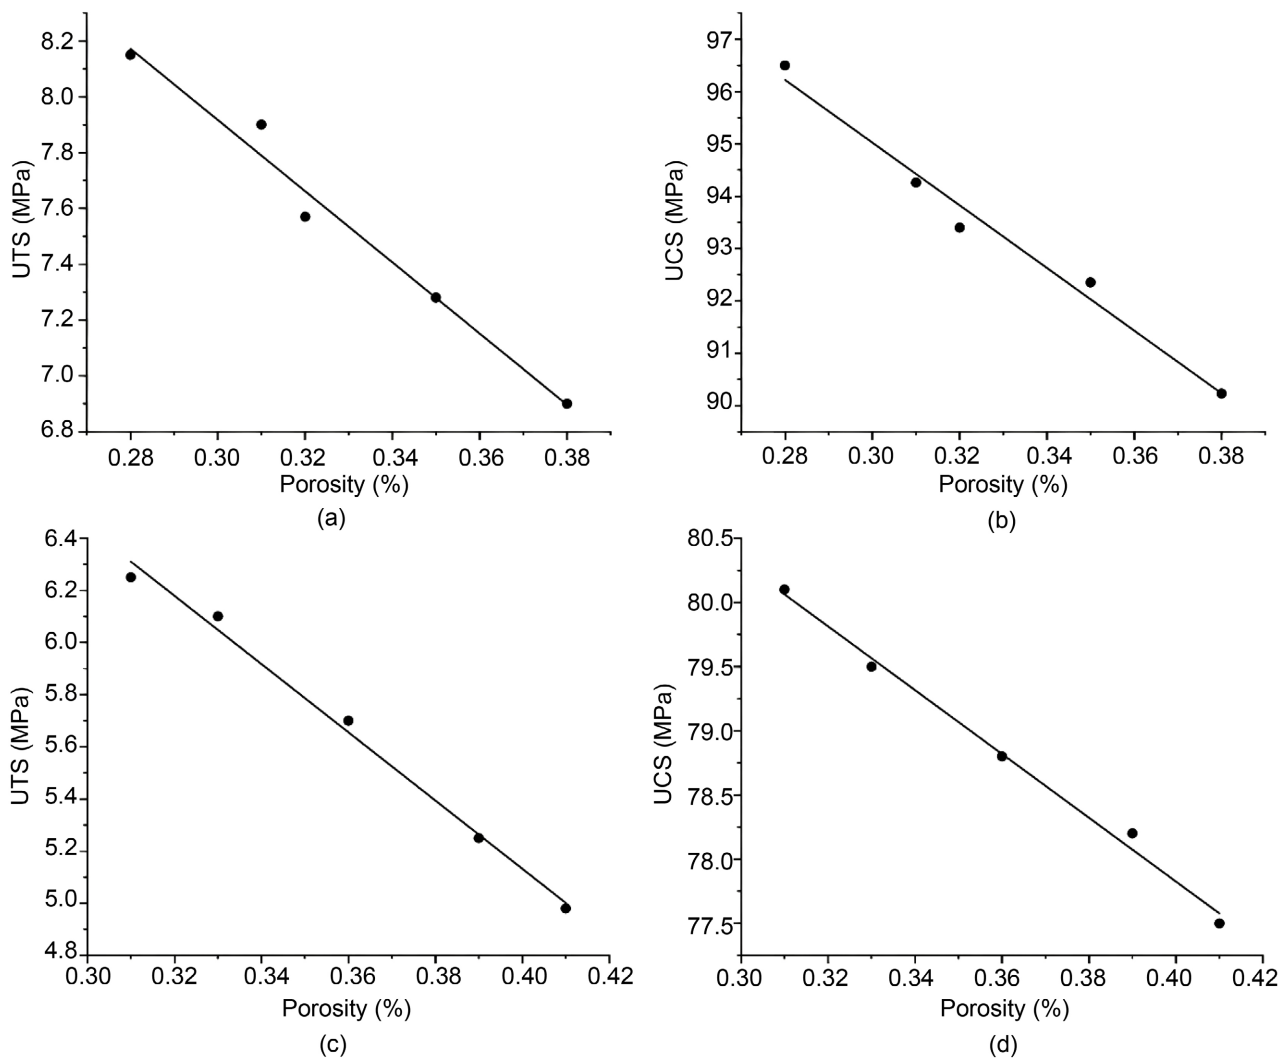 8.2
8.0
7.8
7.6
7.4
7.2
7.0
6.8
UTS (MPa)
0.28 0.30 0.32 0.34 0.36 0.38
Porosity (%)
(a)
97
96
95
94
93
92
91
90
UCS (MPa)
0.28 0.30 0.32 0.34 0.36 0.38
Porosity (%)
(b)
6.4
6.2
6.0
5.8
5.6
5.4
5.2
5.0
4.8
UTS (MPa)
0.30 0.32 0.34 0.36 0.38 0.40 0.42
Porosity (%)
(c)
80.5
80.0
79.5
79.0
78.5
78.0
77.5
UCS (MPa)
0.30 0.32 0.34 0.36 0.38 0.40 0.42
Porosity (%)
(d)